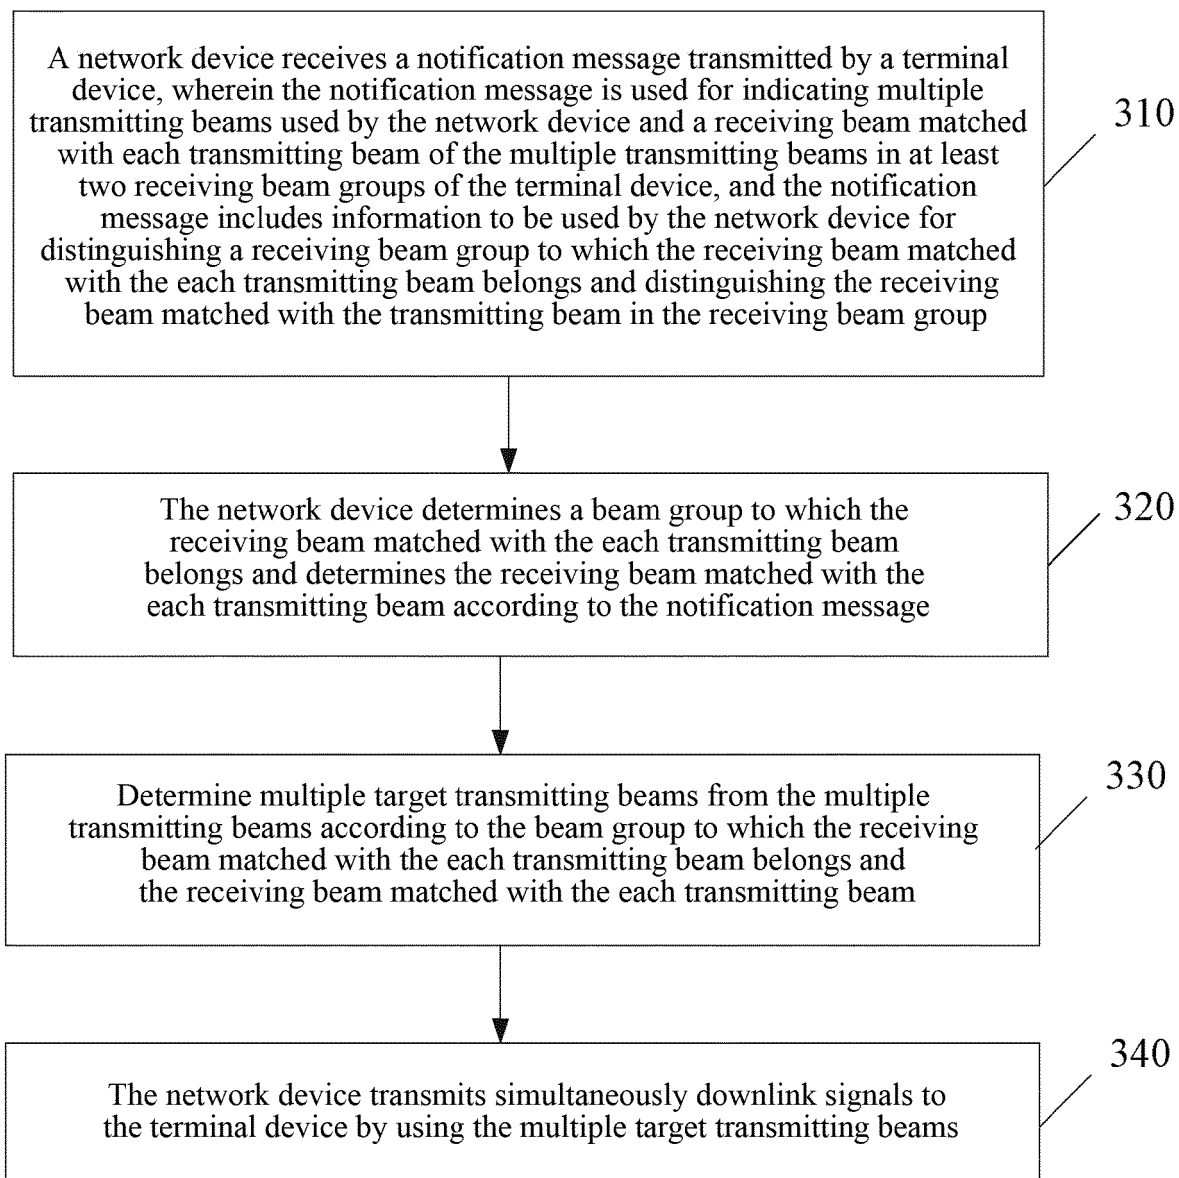 A network device receives a notification message transmitted by a terminal
device, wherein the notification message is used for indicating multiple
transmitting beams used by the network device and a receiving beam matched
with each transmitting beam of the multiple transmitting beams in at least
two receiving beam groups of the terminal device, and the notification
message includes information to be used by the network device for
distinguishing a receiving beam group to which the receiving beam matched
with the each transmitting beam belongs and distinguishing the receiving
beam matched with the transmitting beam in the receiving beam group
310
The network device determines a beam group to which the
receiving beam matched with the each transmitting beam
belongs and determines the receiving beam matched with the
each transmitting beam according to the notification message
320
Determine multiple target transmitting beams from the multiple
transmitting beams according to the beam group to which the receiving
beam matched with the each transmitting beam belongs and
the receiving beam matched with the each transmitting beam
330
The network device transmits simultaneously downlink signals to
the terminal device by using the multiple target transmitting beams
340